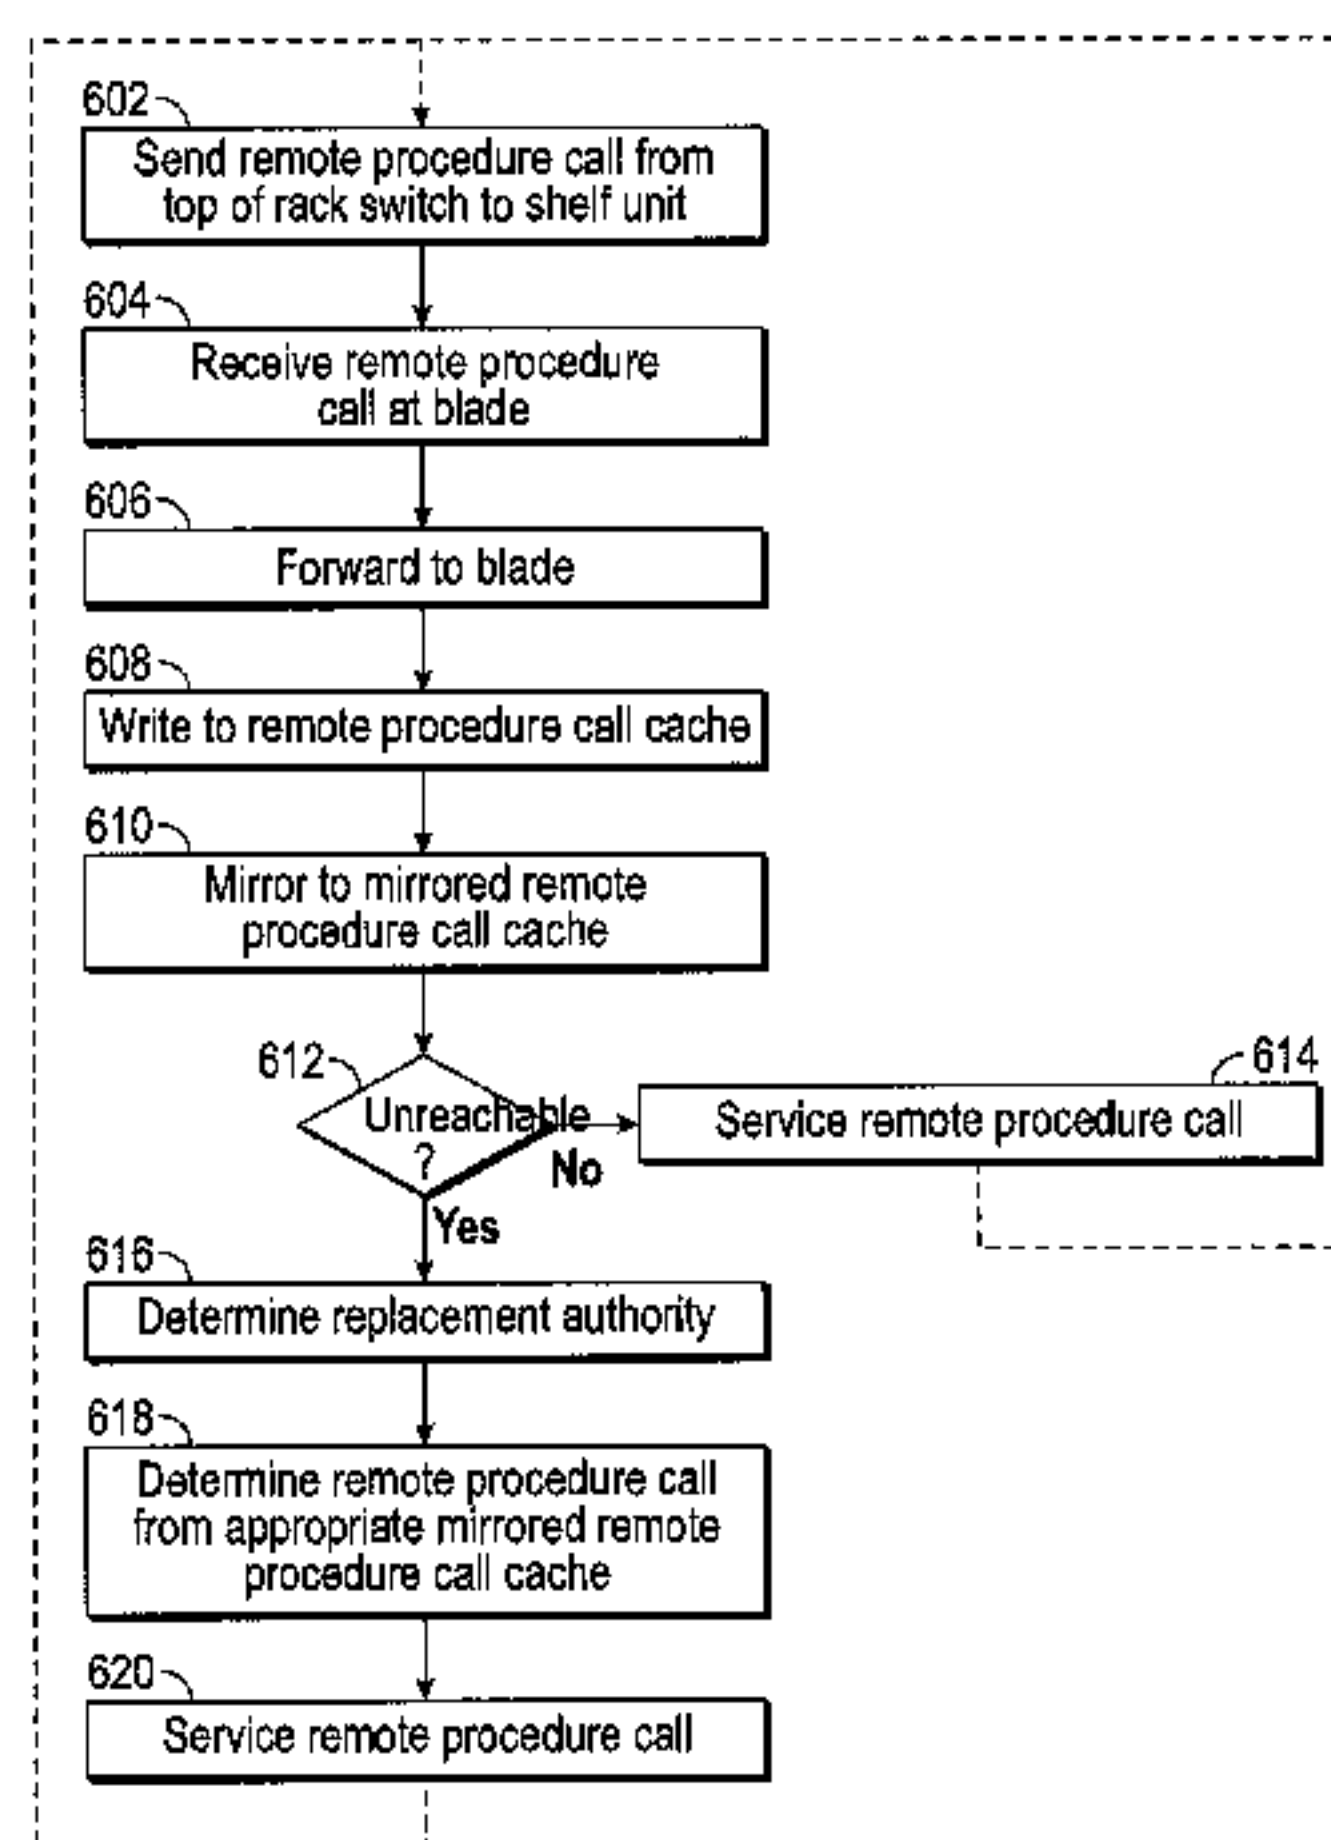 602
Send remote procedure call from
top of rack switch to shelf unit
604
Receive remote procedure
call at blade
606
Forward to blade
608
Write to remote procedure call cache
610
Mirror to mirrored remote
procedure call cache
612
Unreachable
?
No
Yes
614
Service remote procedure call
616
Determine replacement authority
618
Determine remote procedure call
from appropriate mirrored remote
procedure call cache
620
Service remote procedure call